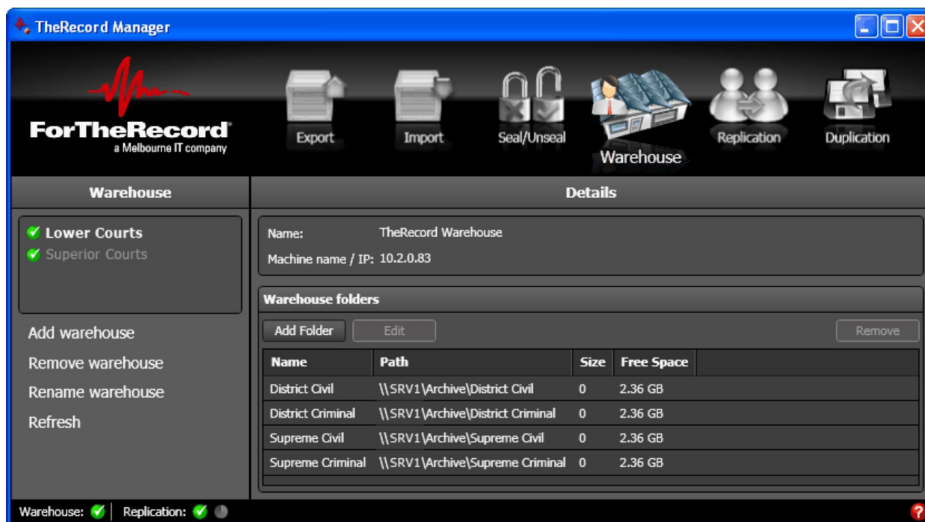 TheRecord Manager
ForTheRecord
a Melbourne IT company
Export
Import
Seal/Unseal
Warehouse
Replication
Duplication
Warehouse
Details
Lower Courts
Superior Courts
Add warehouse
Remove warehouse
Rename warehouse
Refresh
Name: TheRecord Warehouse
Machine name / IP: 10.2.0.83
Warehouse folders
Add Folder Edit Remove
Name Path Size Free Space
District Civil \\SRV1\Archive\District Civil 0 2.36 GB
District Criminal \\SRV1\Archive\District Criminal 0 2.36 GB
Supreme Civil \\SRV1\Archive\Supreme Civil 0 2.36 GB
Supreme Criminal \\SRV1\Archive\Supreme Criminal 0 2.36 GB
Warehouse: Replication: ?